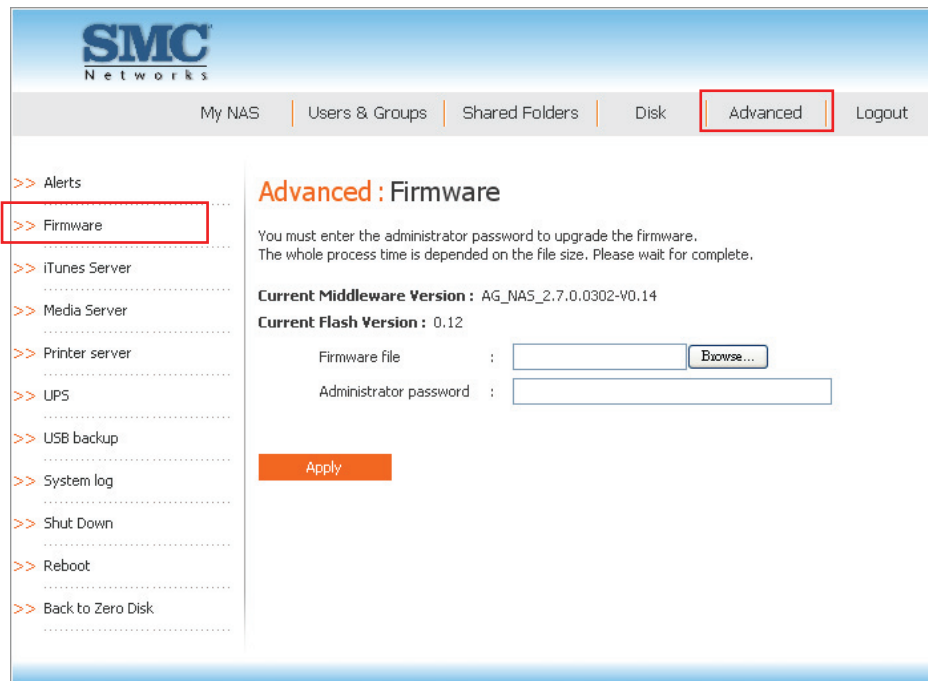 SMC
Networks
My NAS Users & Groups Shared Folders Disk Advanced Logout
>> Alerts
>> Firmware
>> iTunes Server
>> Media Server
>> Printer server
>> UPS
>> USB backup
>> System log
>> Shut Down
>> Reboot
>> Back to Zero Disk
Advanced : Firmware
You must enter the administrator password to upgrade the firmware.
The whole process time is depended on the file size. Please wait for complete.
Current Middleware Version : AG_NAS_2.7.0.0302-V0.14
Current Flash Version : 0.12
Firmware file : Browse...
Administrator password :
Apply